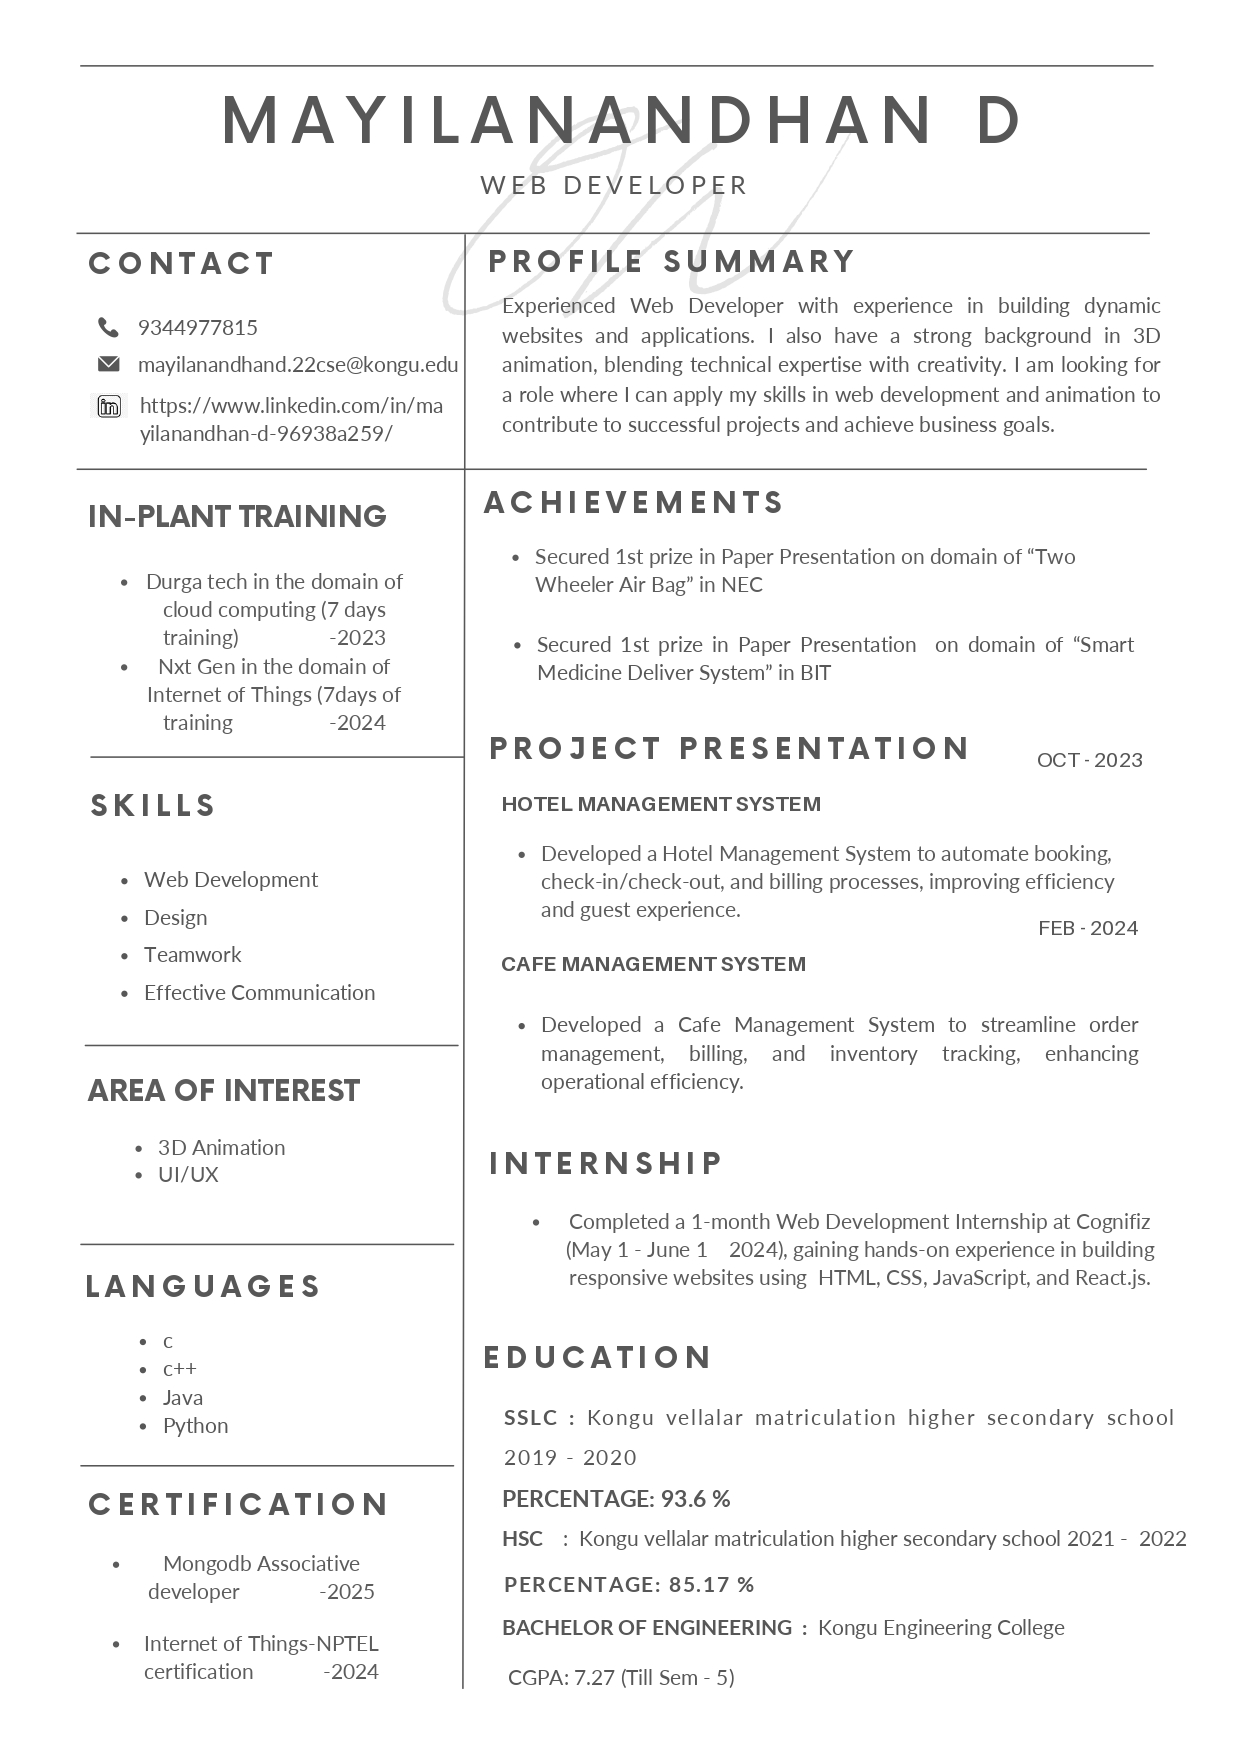 MAYILANANDHAN D
WEB DEVELOPER
CONTACT
9344977815
mayilanandhand.22cse@kongu.edu
https://www.linkedin.com/in/ma
yilanandhan-d-96938a259/
IN-PLANT TRAINING
• Durga tech in the domain of
cloud computing (7 days
training) -2023
• Nxt Gen in the domain of
Internet of Things (7days of
training -2024
SKILLS
• Web Development
• Design
• Teamwork
• Effective Communication
AREA OF INTEREST
• 3D Animation
• UI/UX
LANGUAGES
• c
• c++
• Java
• Python
CERTIFICATION
• Mongodb Associative
developer -2025
• Internet of Things-NPTEL
certification -2024
PROFILE SUMMARY
Experienced Web Developer with experience in building dynamic
websites and applications. I also have a strong background in 3D
animation, blending technical expertise with creativity. I am looking for
a role where I can apply my skills in web development and animation to
contribute to successful projects and achieve business goals.
ACHIEVEMENTS
• Secured 1st prize in Paper Presentation on domain of “Two
Wheeler Air Bag” in NEC
• Secured 1st prize in Paper Presentation on domain of “Smart
Medicine Deliver System” in BIT
PROJECT PRESENTATION
OCT - 2023
HOTEL MANAGEMENT SYSTEM
• Developed a Hotel Management System to automate booking,
check-in/check-out, and billing processes, improving efficiency
and guest experience.
FEB - 2024
CAFE MANAGEMENT SYSTEM
• Developed a Cafe Management System to streamline order
management, billing, and inventory tracking, enhancing
operational efficiency.
INTERNSHIP
• Completed a 1-month Web Development Internship at Cognifiz
(May 1 - June 1 2024), gaining hands-on experience in building
responsive websites using HTML, CSS, JavaScript, and React.js.
EDUCATION
SSLC : Kongu vellalar matriculation higher secondary school
2019 - 2020
PERCENTAGE: 93.6 %
HSC : Kongu vellalar matriculation higher secondary school 2021 - 2022
PERCENTAGE: 85.17 %
BACHELOR OF ENGINEERING : Kongu Engineering College
CGPA: 7.27 (Till Sem - 5)